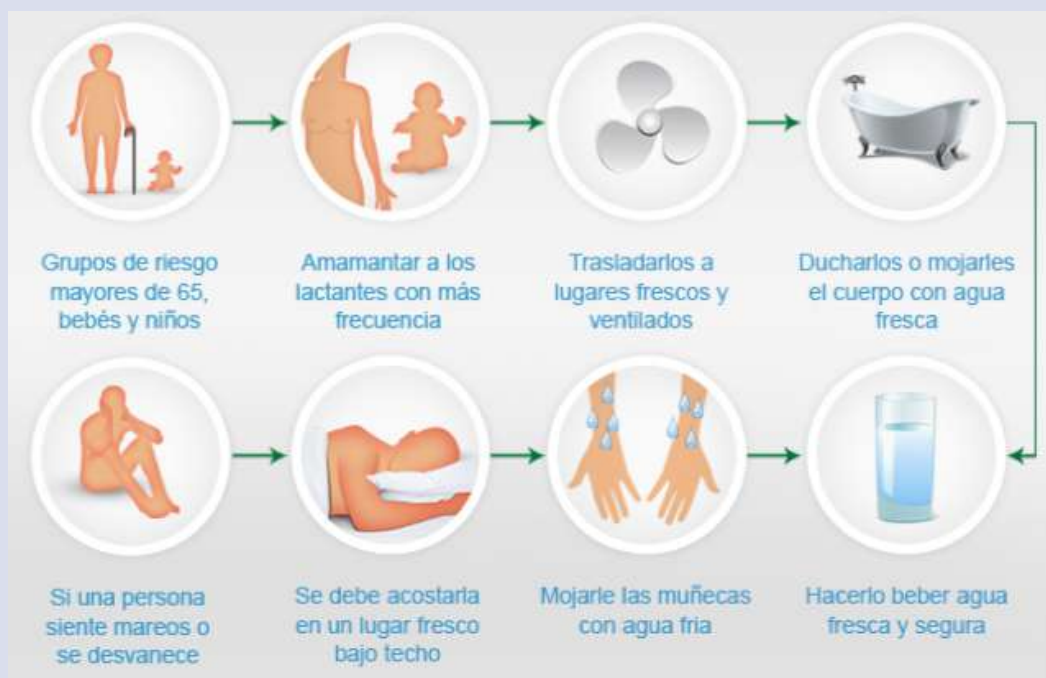 Grupos de riesgo
mayores de 65,
bebés y niños
Amamantar a los
lactantes con más
frecuencia
Trasladarlos a
lugares frescos y
ventilados
Ducharlos o mojarles
el cuerpo con agua
fresca
Si una persona
siente mareos o
se desvanece
Se debe acostarla
en un lugar fresco
bajo techo
Mojarle las muñecas
con agua fria
Hacerlo beber agua
fresca y segura